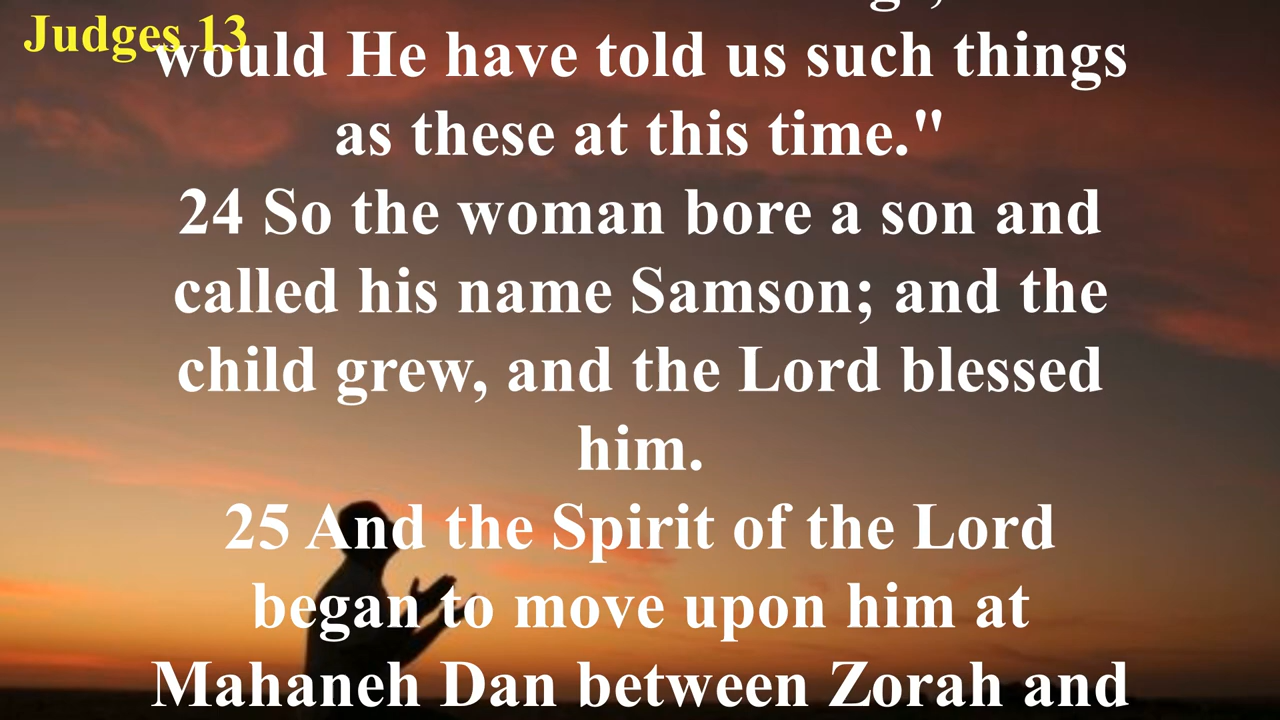 Judges 13
would He have told us such things
as these at this time."
24 So the woman bore a son and
called his name Samson; and the
child grew, and the Lord blessed
him.
25 And the Spirit of the Lord
began to move upon him at
Mahaneh Dan between Zorah and